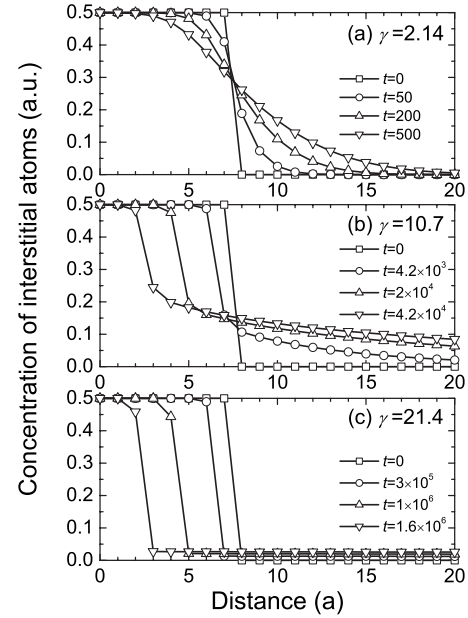 Concentration of interstitial atoms (a.u.)
0.5
0.4
0.3
0.2
0.1
0.0
(a) γ=2.14
t=0
t=50
t=200
t=500
0 5 10 15 20
0.5
0.4
0.3
0.2
0.1
0.0
(b) γ=10.7
t=0
t=4.2×10³
t=2×10⁴
t=4.2×10⁴
0 5 10 15 20
0.5
0.4
0.3
0.2
0.1
0.0
(c) γ=21.4
t=0
t=3×10⁵
t=1×10⁶
t=1.6×10⁶
0 5 10 15 20
Distance (a)